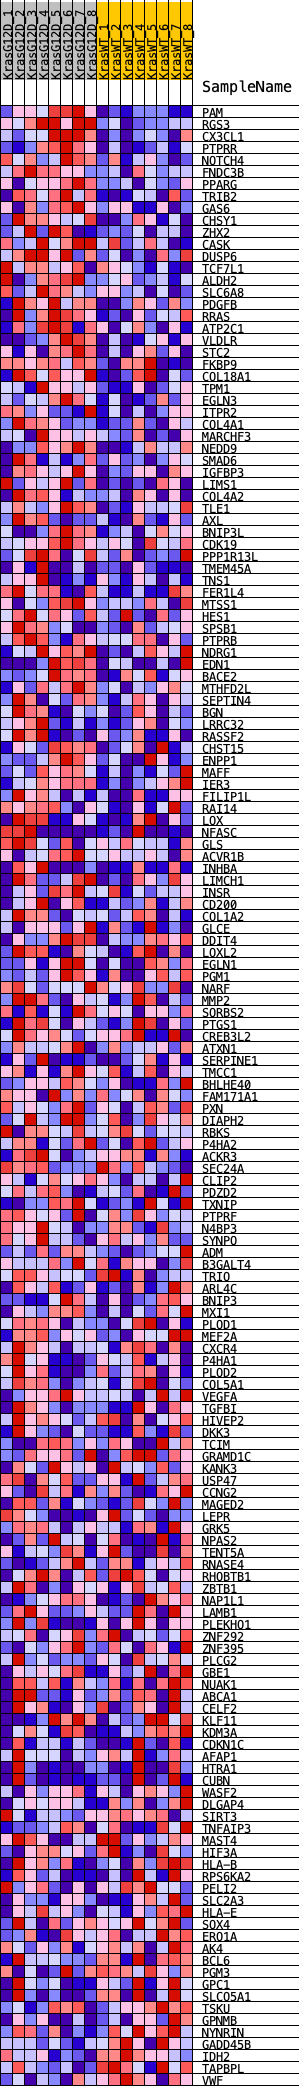 KrasG12D_1
KrasG12D_2
KrasG12D_3
KrasG12D_4
KrasG12D_5
KrasG12D_6
KrasG12D_7
KrasG12D_8
KrasWT_1
KrasWT_2
KrasWT_3
KrasWT_4
KrasWT_5
KrasWT_6
KrasWT_7
KrasWT_8
SampleName
PAM
RGS3
CX3CL1
PTPRR
NOTCH4
FNDC3B
PPARG
TRIB2
GAS6
CHSY1
ZHX2
CASK
DUSP6
TCF7L1
ALDH2
SLC6A8
PDGFB
RRAS
ATP2C1
VLDLR
STC2
FKBP9
COL18A1
TPM1
EGLN3
ITPR2
COL4A1
MARCHF3
NEDD9
SMAD6
IGFBP3
LIMS1
COL4A2
TLE1
AXL
BNIP3L
CDK19
PPP1R13L
TMEM45A
TNS1
FER1L4
MTSS1
HES1
SPSB1
PTPRB
NDRG1
EDN1
BACE2
MTHFD2L
SEPTIN4
BGN
LRRC32
RASSF2
CHST15
ENPP1
MAFF
IER3
FILIP1L
RAI14
LOX
NFASC
GLS
ACVR1B
INHBA
LIMCH1
INSR
CD200
COL1A2
GLCE
DDIT4
LOXL2
EGLN1
PGM1
NARF
MMP2
SORBS2
PTGS1
CREB3L2
ATXN1
SERPINE1
TMCC1
BHLHE40
FAM171A1
PXN
DIAPH2
RBKS
P4HA2
ACKR3
SEC24A
CLIP2
PDZD2
TXNIP
PTPRF
N4BP3
SYNPO
ADM
B3GALT4
TRIO
ARL4C
BNIP3
MXI1
PLOD1
MEF2A
CXCR4
P4HA1
PLOD2
COL5A1
VEGFA
TGFBI
HIVEP2
DKK3
TCIM
GRAMD1C
KANK3
USP47
CCNG2
MAGED2
LEPR
GRK5
NPAS2
TENT5A
RNASE4
RHOBTB1
ZBTB1
NAP1L1
LAMB1
PLEKHO1
ZNF292
ZNF395
PLCG2
GBE1
NUAK1
ABCA1
CELF2
KLF11
KDM3A
CDKN1C
AFAP1
HTRA1
CUBN
WASF2
DLGAP4
SIRT3
TNFAIP3
MAST4
HIF3A
HLA-B
RPS6KA2
PELI2
SLC2A3
HLA-E
SOX4
ERO1A
AK4
BCL6
PGM3
GPC1
SLCO5A1
TSKU
GPNMB
NYNRIN
GADD45B
IDH2
TAPBPL
VWF